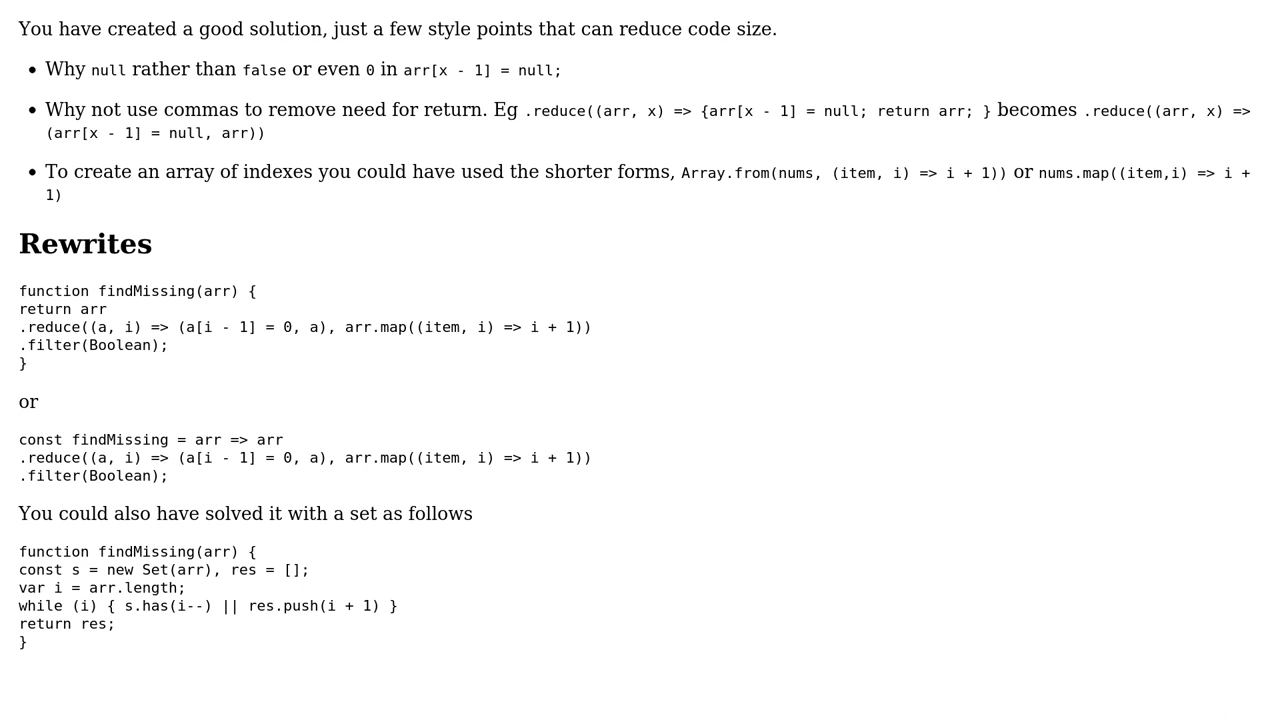 You have created a good solution, just a few style points that can reduce code size.
• Why null rather than false or even 0 in arr[x - 1] = null;
• Why not use commas to remove need for return. Eg .reduce((arr, x) => {arr[x - 1] = null; return arr; } becomes .reduce((arr, x) =>
(arr[x - 1] = null, arr))
• To create an array of indexes you could have used the shorter forms, Array.from(nums, (item, i) => i + 1)) or nums.map((item,i) => i +
1)
Rewrites
function findMissing(arr) {
return arr
.reduce((a, i) => (a[i - 1] = 0, a), arr.map((item, i) => i + 1))
.filter(Boolean);
}
or
const findMissing = arr => arr
.reduce((a, i) => (a[i - 1] = 0, a), arr.map((item, i) => i + 1))
.filter(Boolean);
You could also have solved it with a set as follows
function findMissing(arr) {
const s = new Set(arr), res = [];
var i = arr.length;
while (i) { s.has(i--) || res.push(i + 1) }
return res;
}